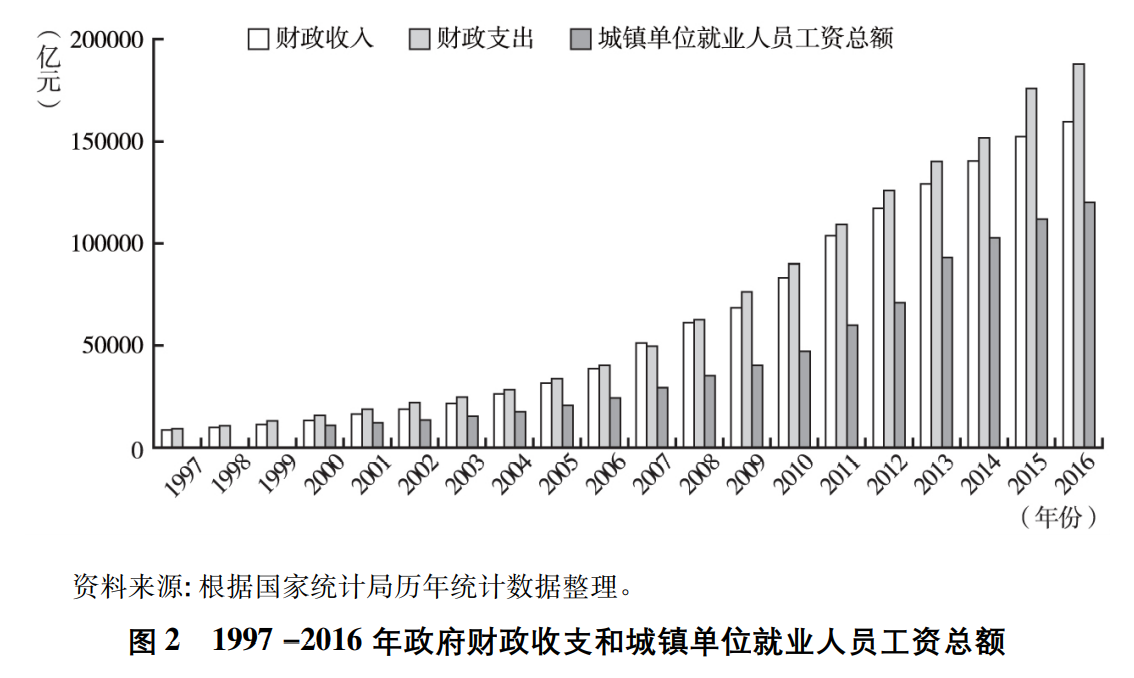 （亿元）
200000
150000
100000
50000
0
财政收入 财政支出 城镇单位就业人员工资总额
1997 1998 1999 2000 2001 2002 2003 2004 2005 2006 2007 2008 2009 2010 2011 2012 2013 2014 2015 2016
（年份）
资料来源: 根据国家统计局历年统计数据整理。
图 2 1997 –2016 年政府财政收支和城镇单位就业人员工资总额